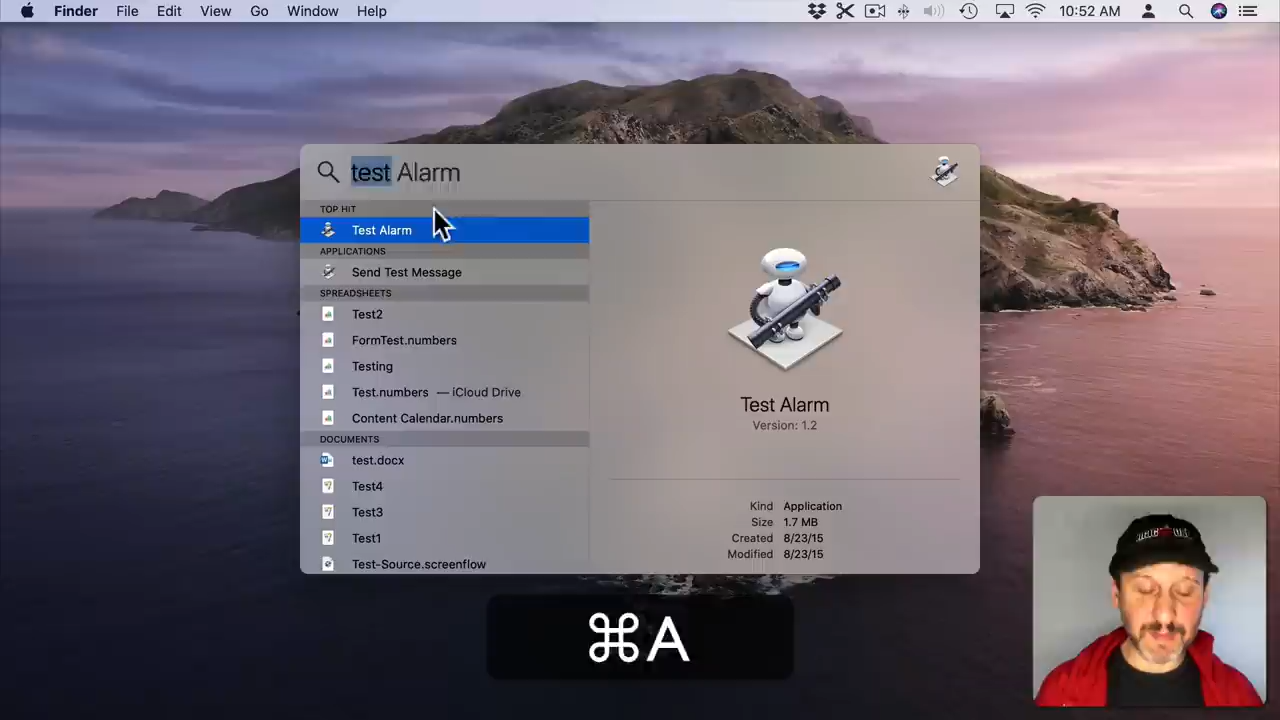 Finder File Edit View Go Window Help 10:52 AM
test Alarm
TOP HIT
Test Alarm
APPLICATIONS
Send Test Message
SPREADSHEETS
Test2
FormTest.numbers
Testing
Test.numbers — iCloud Drive
Content Calendar.numbers
DOCUMENTS
test.docx
Test4
Test3
Test1
Test-Source.screenflow
Test Alarm
Version: 1.2
Kind Application
Size 1.7 MB
Created 8/23/15
Modified 8/23/15
⌘A